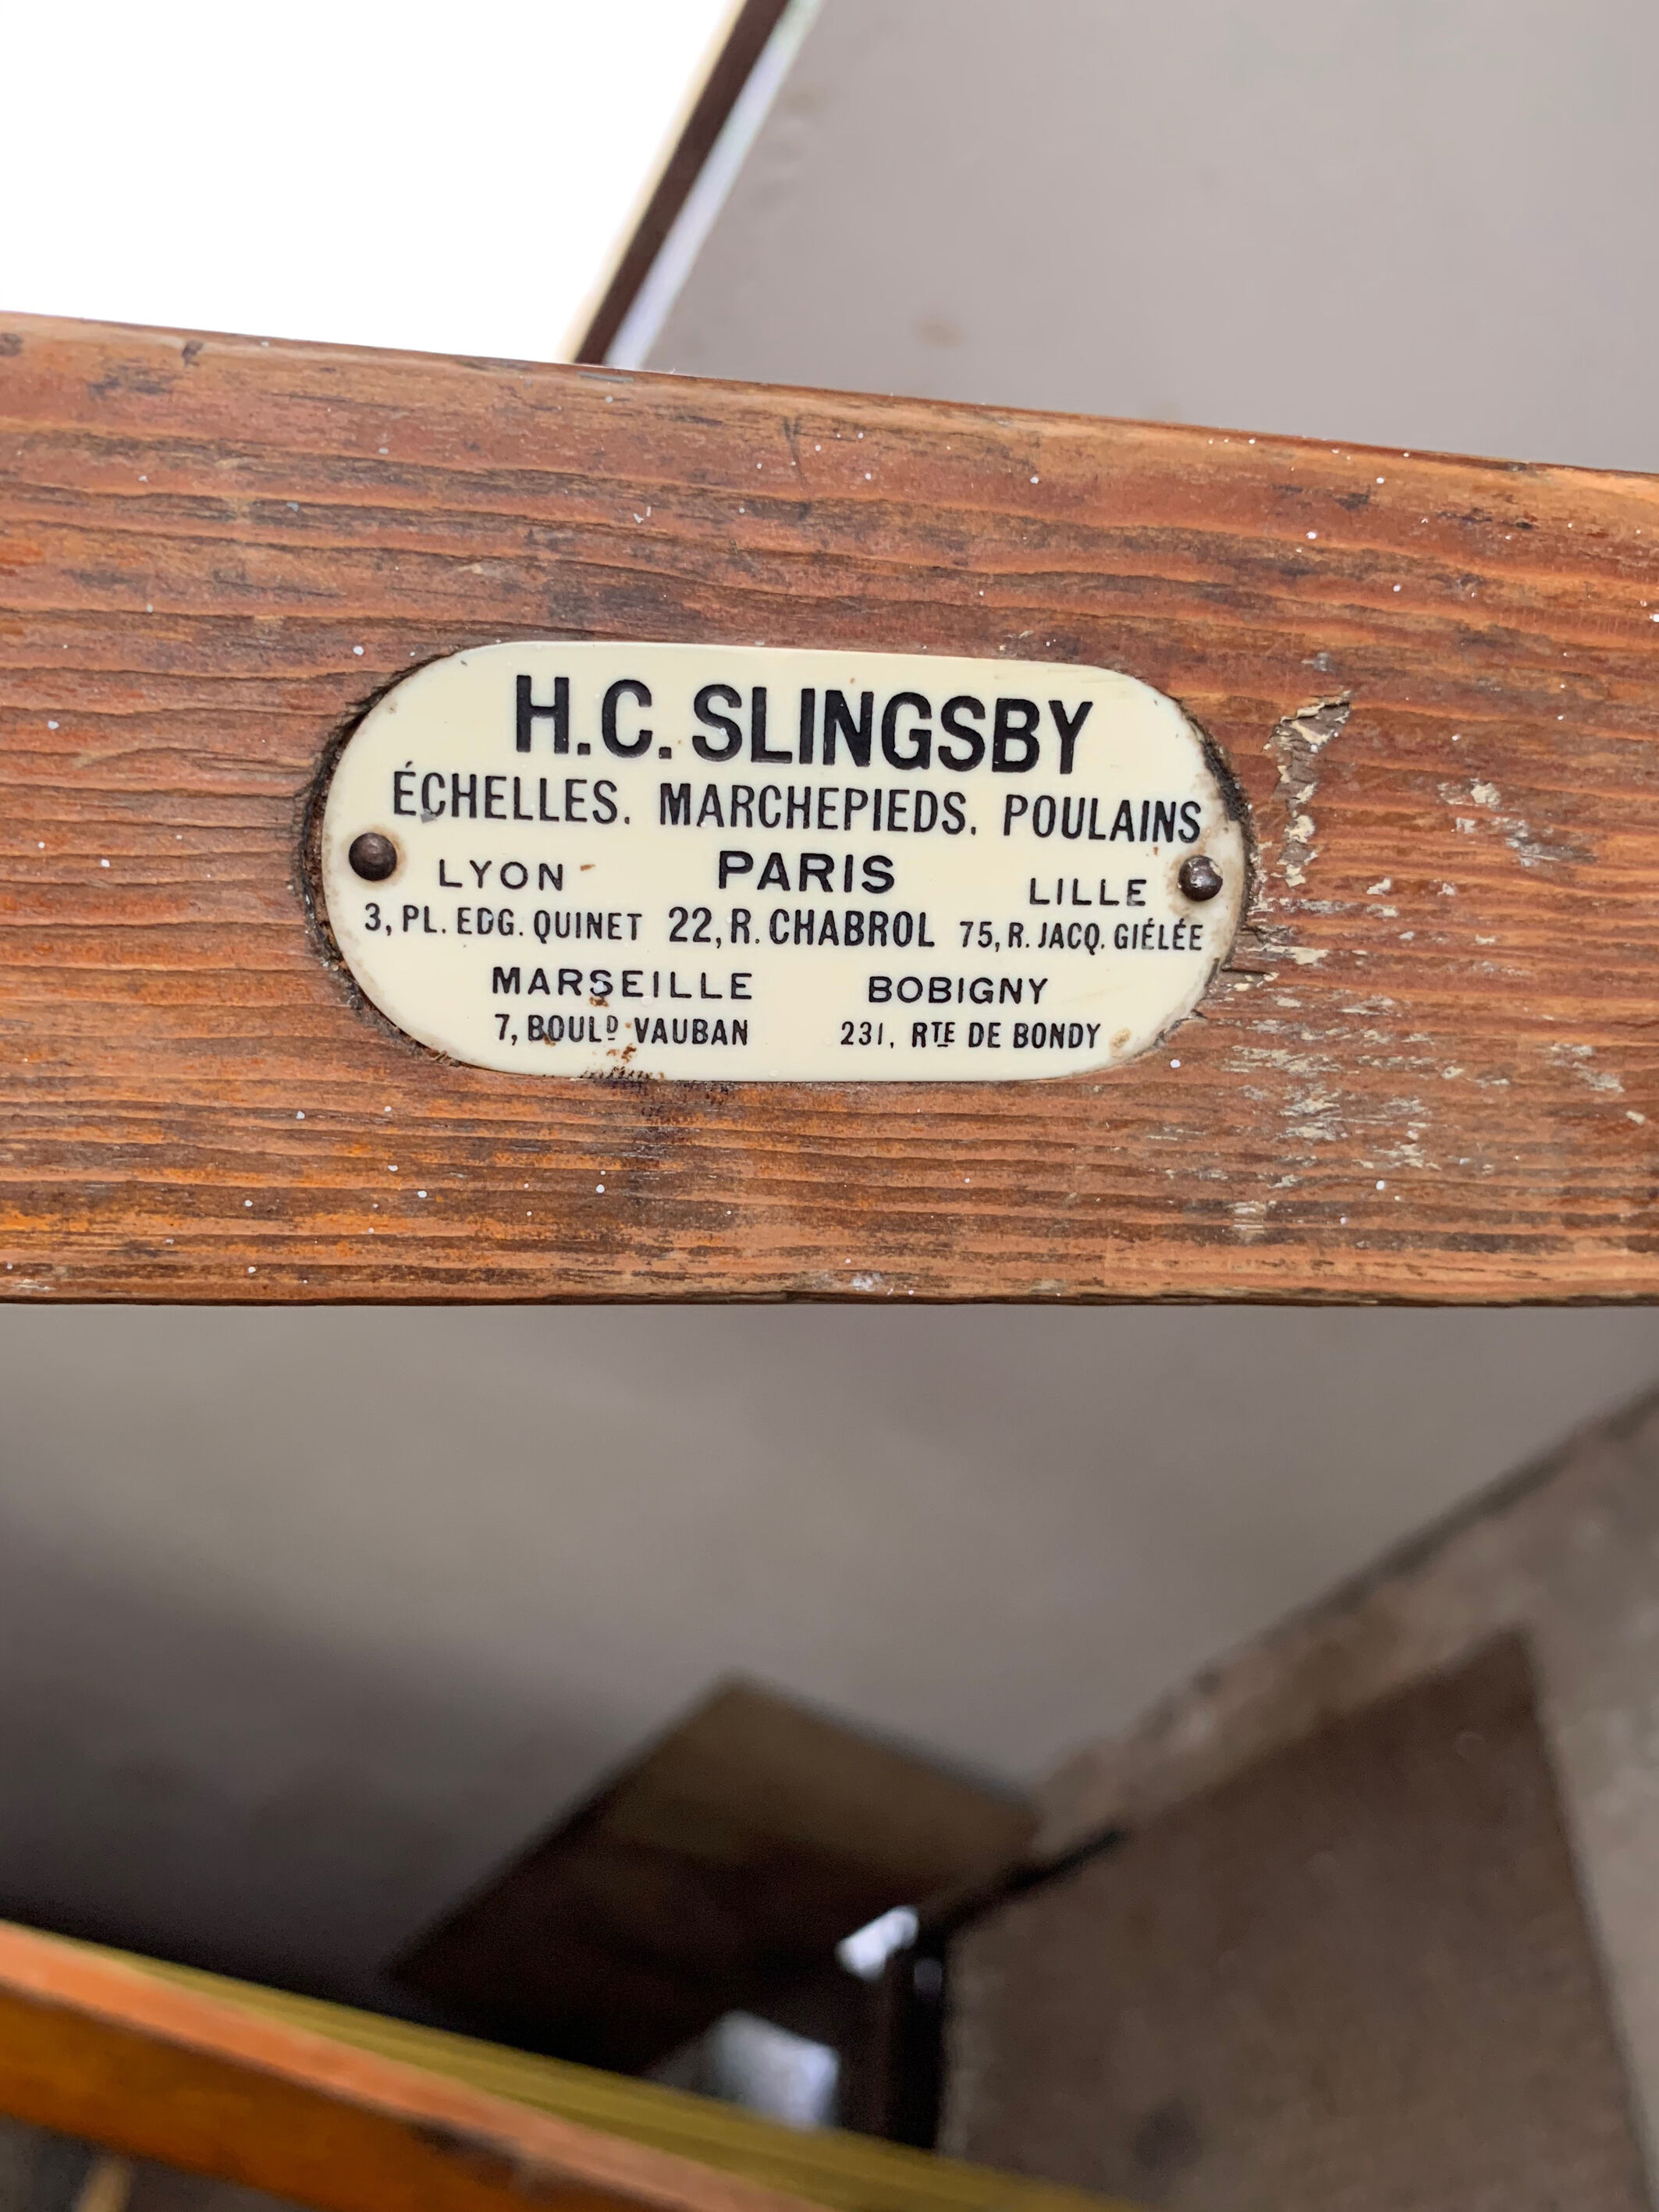 H.C. SLINGSBY
ÉCHELLES. MARCHEPIEDS. POULAINS
LYON PARIS LILLE
3, PL. EDG. QUINET 22, R. CHABROL 75, R. JACQ. GIÉLÉE
MARSEILLE BOBIGNY
7, BOULD VAUBAN 231, RTE DE BONDY